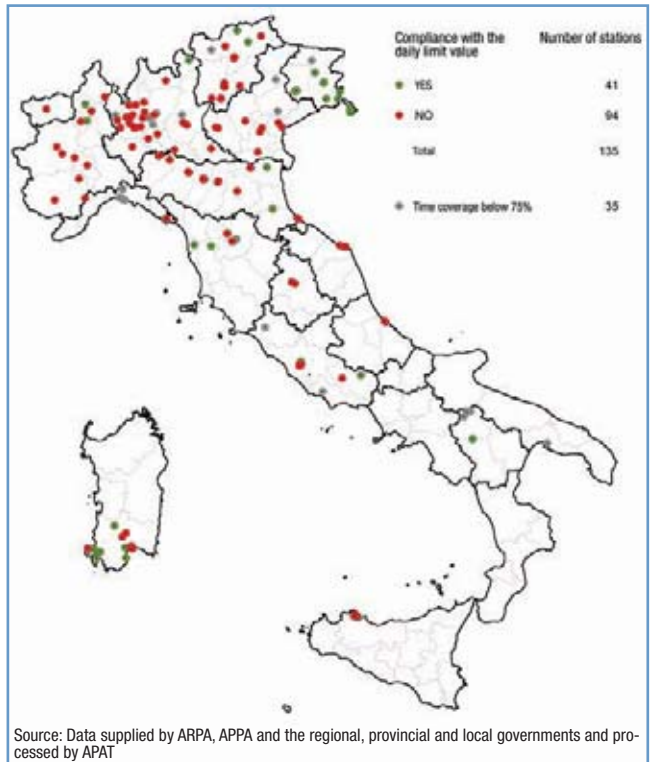 Compliance with the daily limit value
Number of stations
YES 41
NO 94
Total 135
Time coverage below 75% 35
Source: Data supplied by ARPA, APPA and the regional, provincial and local governments and pro-
cessed by APAT